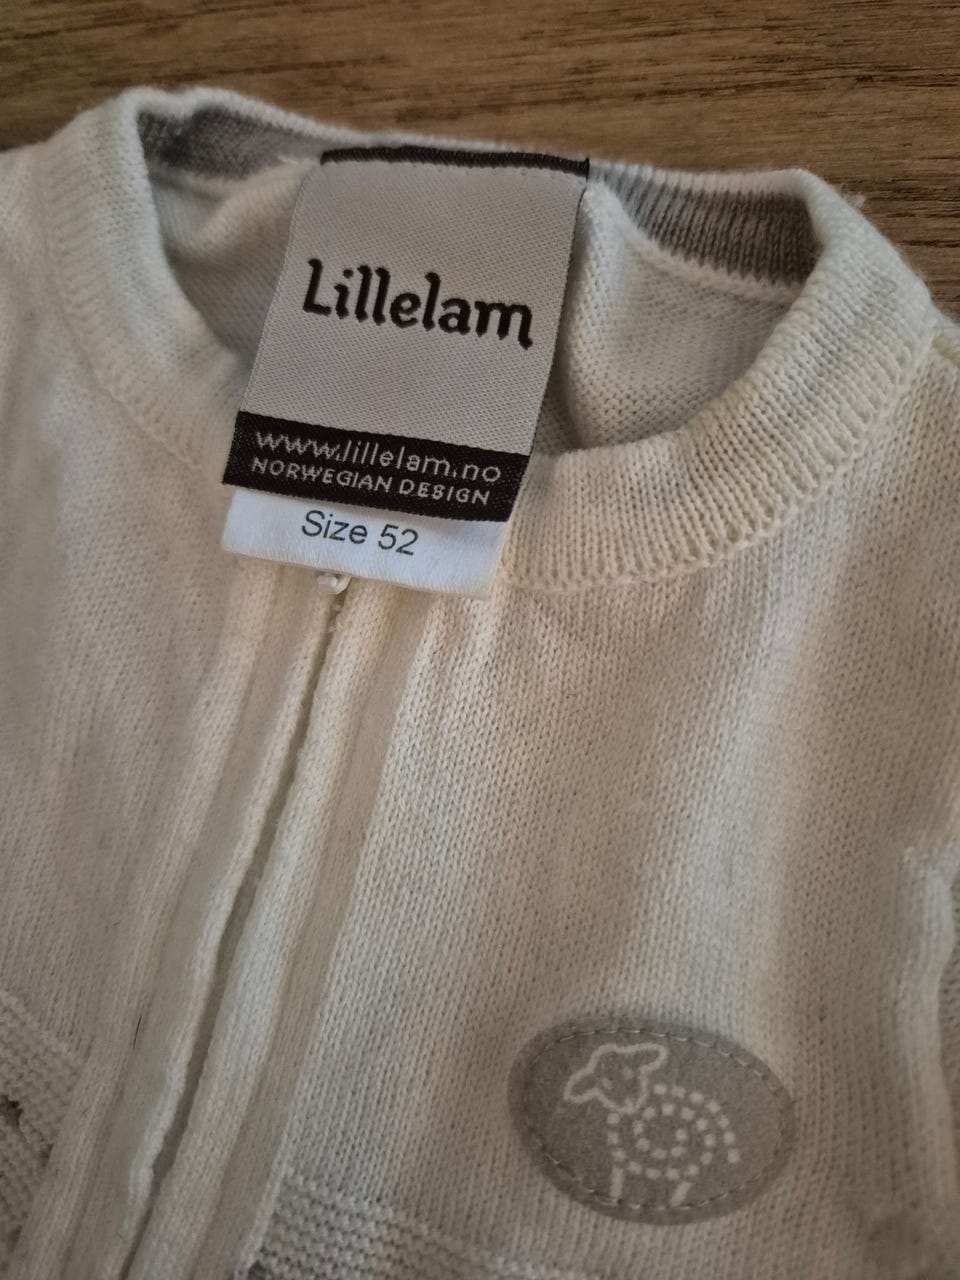 Lillelam
www.lillelam.no
NORWEGIAN DESIGN
Size 52